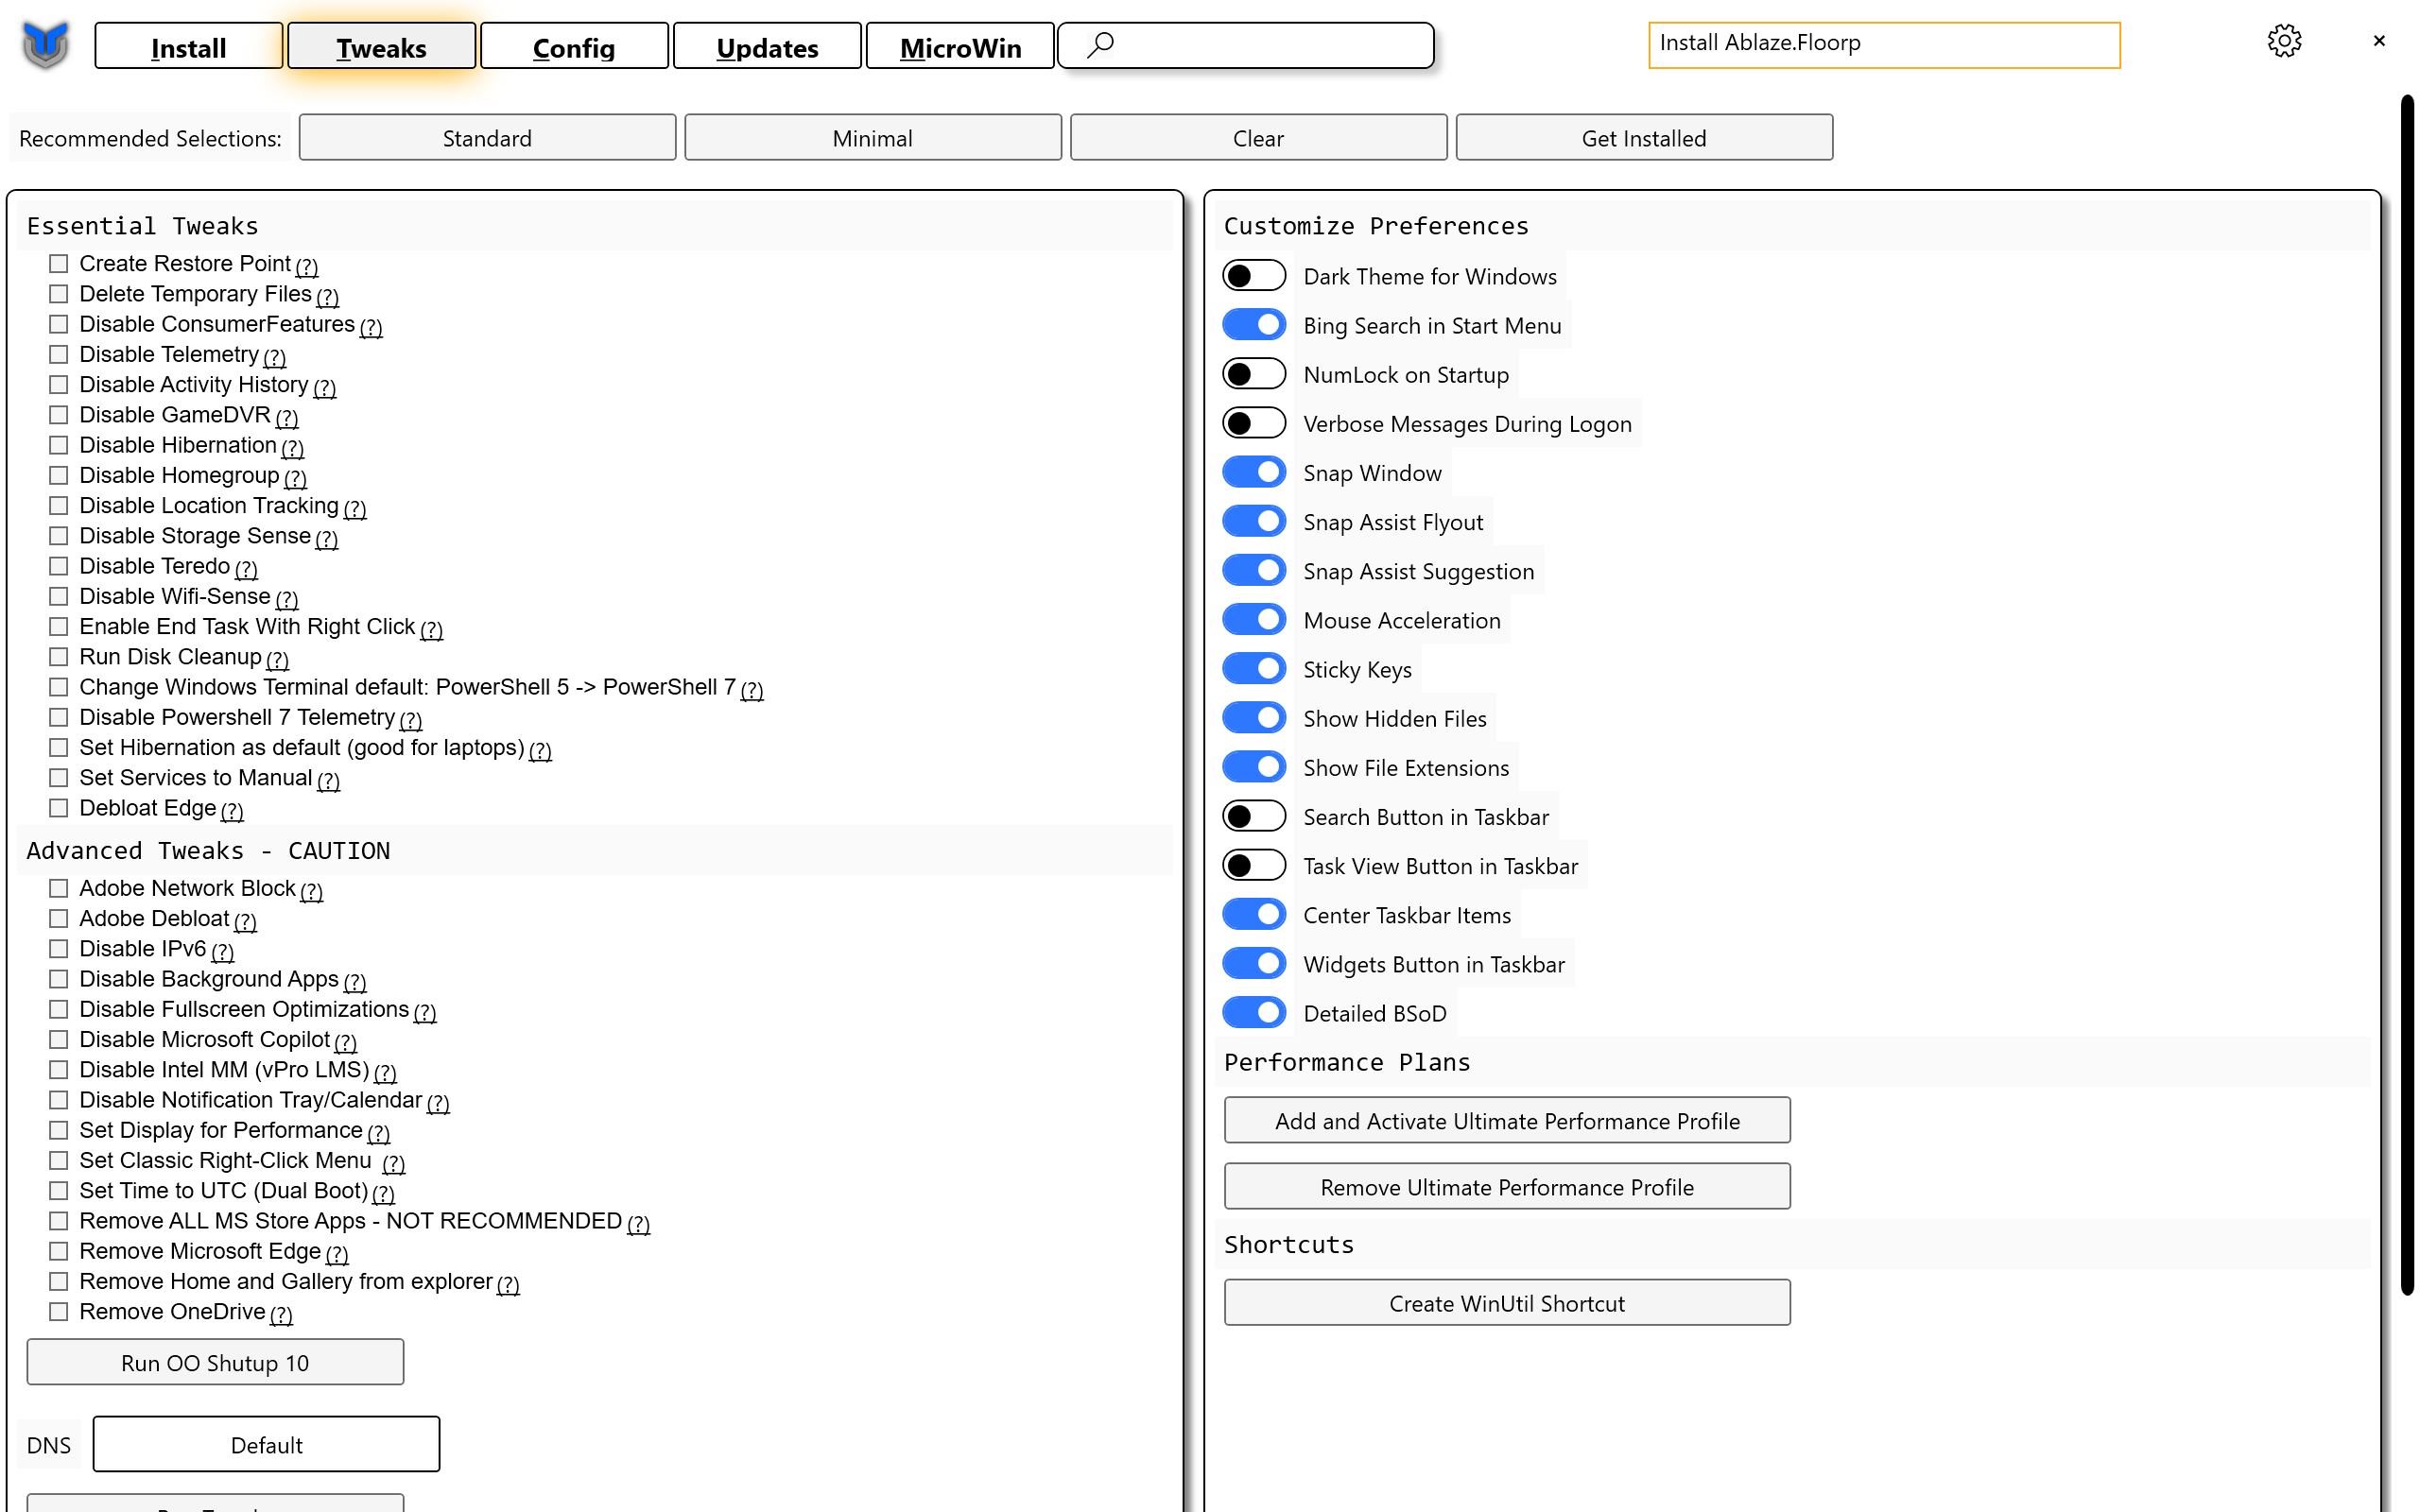 Install
Tweaks
Config
Updates
MicroWin
Install Ablaze.Floorp
Recommended Selections:
Standard
Minimal
Clear
Get Installed
Essential Tweaks
Create Restore Point (?)
Delete Temporary Files (?)
Disable ConsumerFeatures (?)
Disable Telemetry (?)
Disable Activity History (?)
Disable GameDVR (?)
Disable Hibernation (?)
Disable Homegroup (?)
Disable Location Tracking (?)
Disable Storage Sense (?)
Disable Teredo (?)
Disable Wifi-Sense (?)
Enable End Task With Right Click (?)
Run Disk Cleanup (?)
Change Windows Terminal default: PowerShell 5 -> PowerShell 7 (?)
Disable Powershell 7 Telemetry (?)
Set Hibernation as default (good for laptops) (?)
Set Services to Manual (?)
Debloat Edge (?)
Advanced Tweaks - CAUTION
Adobe Network Block (?)
Adobe Debloat (?)
Disable IPv6 (?)
Disable Background Apps (?)
Disable Fullscreen Optimizations (?)
Disable Microsoft Copilot (?)
Disable Intel MM (vPro LMS) (?)
Disable Notification Tray/Calendar (?)
Set Display for Performance (?)
Set Classic Right-Click Menu (?)
Set Time to UTC (Dual Boot) (?)
Remove ALL MS Store Apps - NOT RECOMMENDED (?)
Remove Microsoft Edge (?)
Remove Home and Gallery from explorer (?)
Remove OneDrive (?)
Run OO Shutup 10
DNS
Default
Customize Preferences
Dark Theme for Windows
Bing Search in Start Menu
NumLock on Startup
Verbose Messages During Logon
Snap Window
Snap Assist Flyout
Snap Assist Suggestion
Mouse Acceleration
Sticky Keys
Show Hidden Files
Show File Extensions
Search Button in Taskbar
Task View Button in Taskbar
Center Taskbar Items
Widgets Button in Taskbar
Detailed BSoD
Performance Plans
Add and Activate Ultimate Performance Profile
Remove Ultimate Performance Profile
Shortcuts
Create WinUtil Shortcut